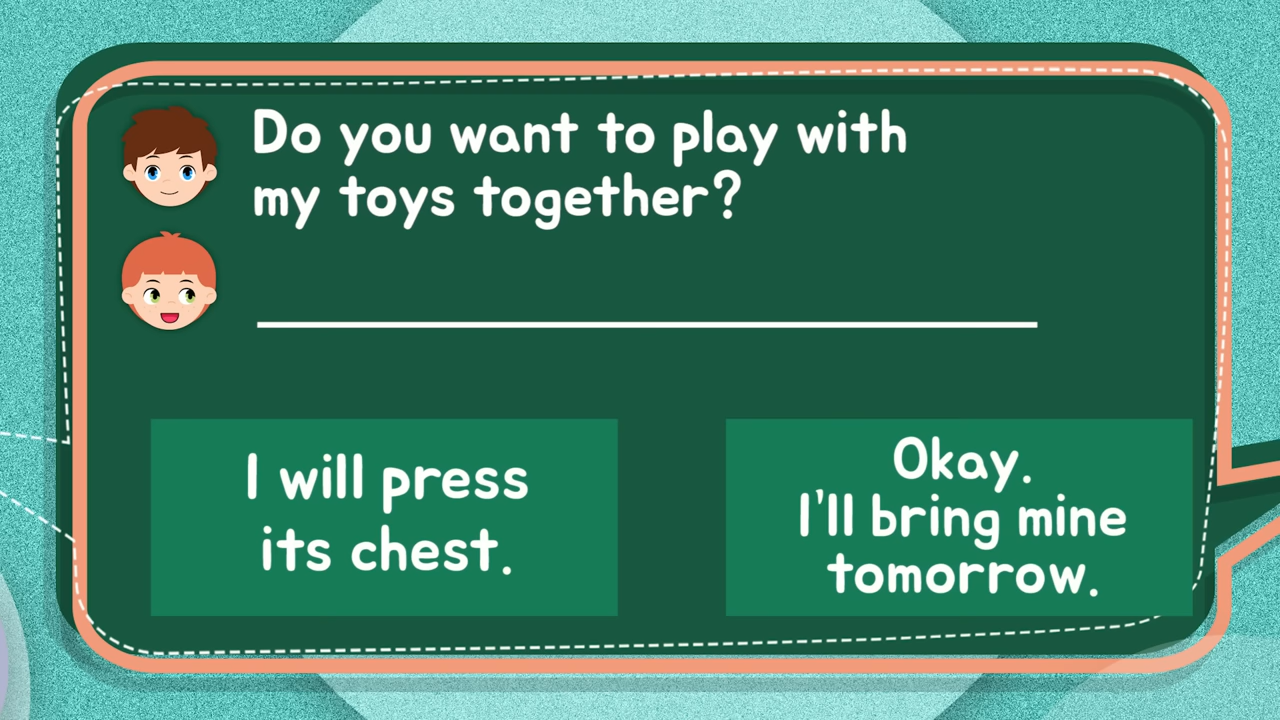 Do you want to play with
my toys together?
I will press
its chest.
Okay.
I'll bring mine
tomorrow.